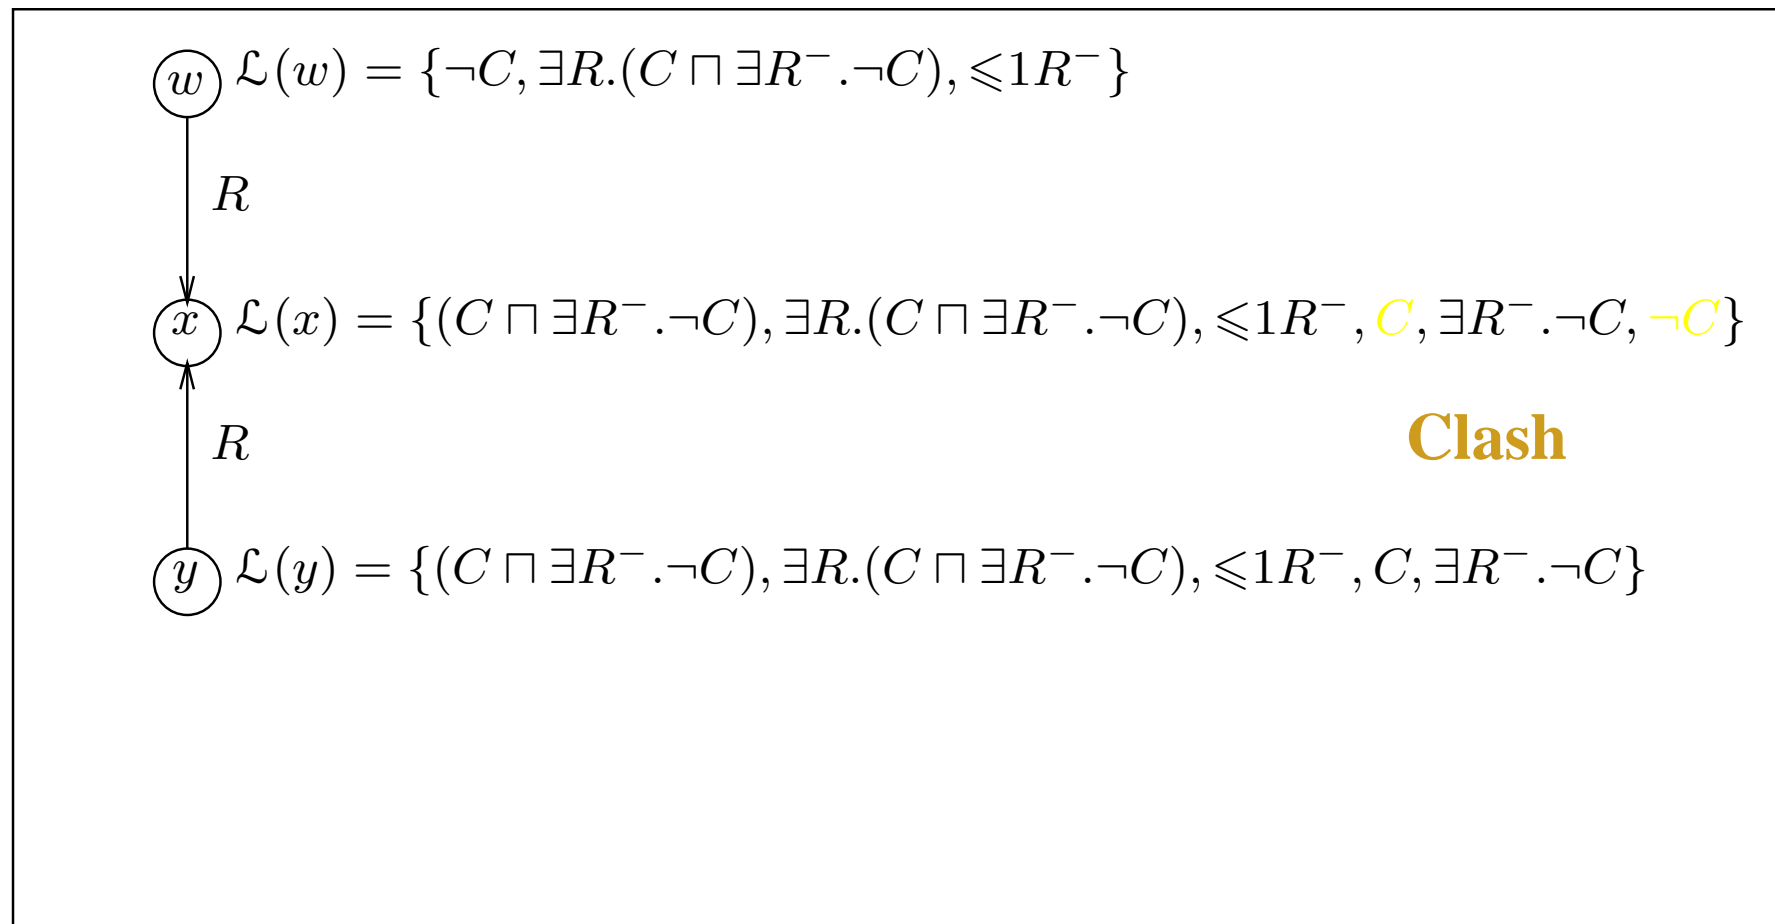 w ℒ(w) = {¬C, ∃R.(C ⊓ ∃R⁻.¬C), ⩽1R⁻}
R
x ℒ(x) = {(C ⊓ ∃R⁻.¬C), ∃R.(C ⊓ ∃R⁻.¬C), ⩽1R⁻, C, ∃R⁻.¬C, ¬C}
Clash
R
y ℒ(y) = {(C ⊓ ∃R⁻.¬C), ∃R.(C ⊓ ∃R⁻.¬C), ⩽1R⁻, C, ∃R⁻.¬C}